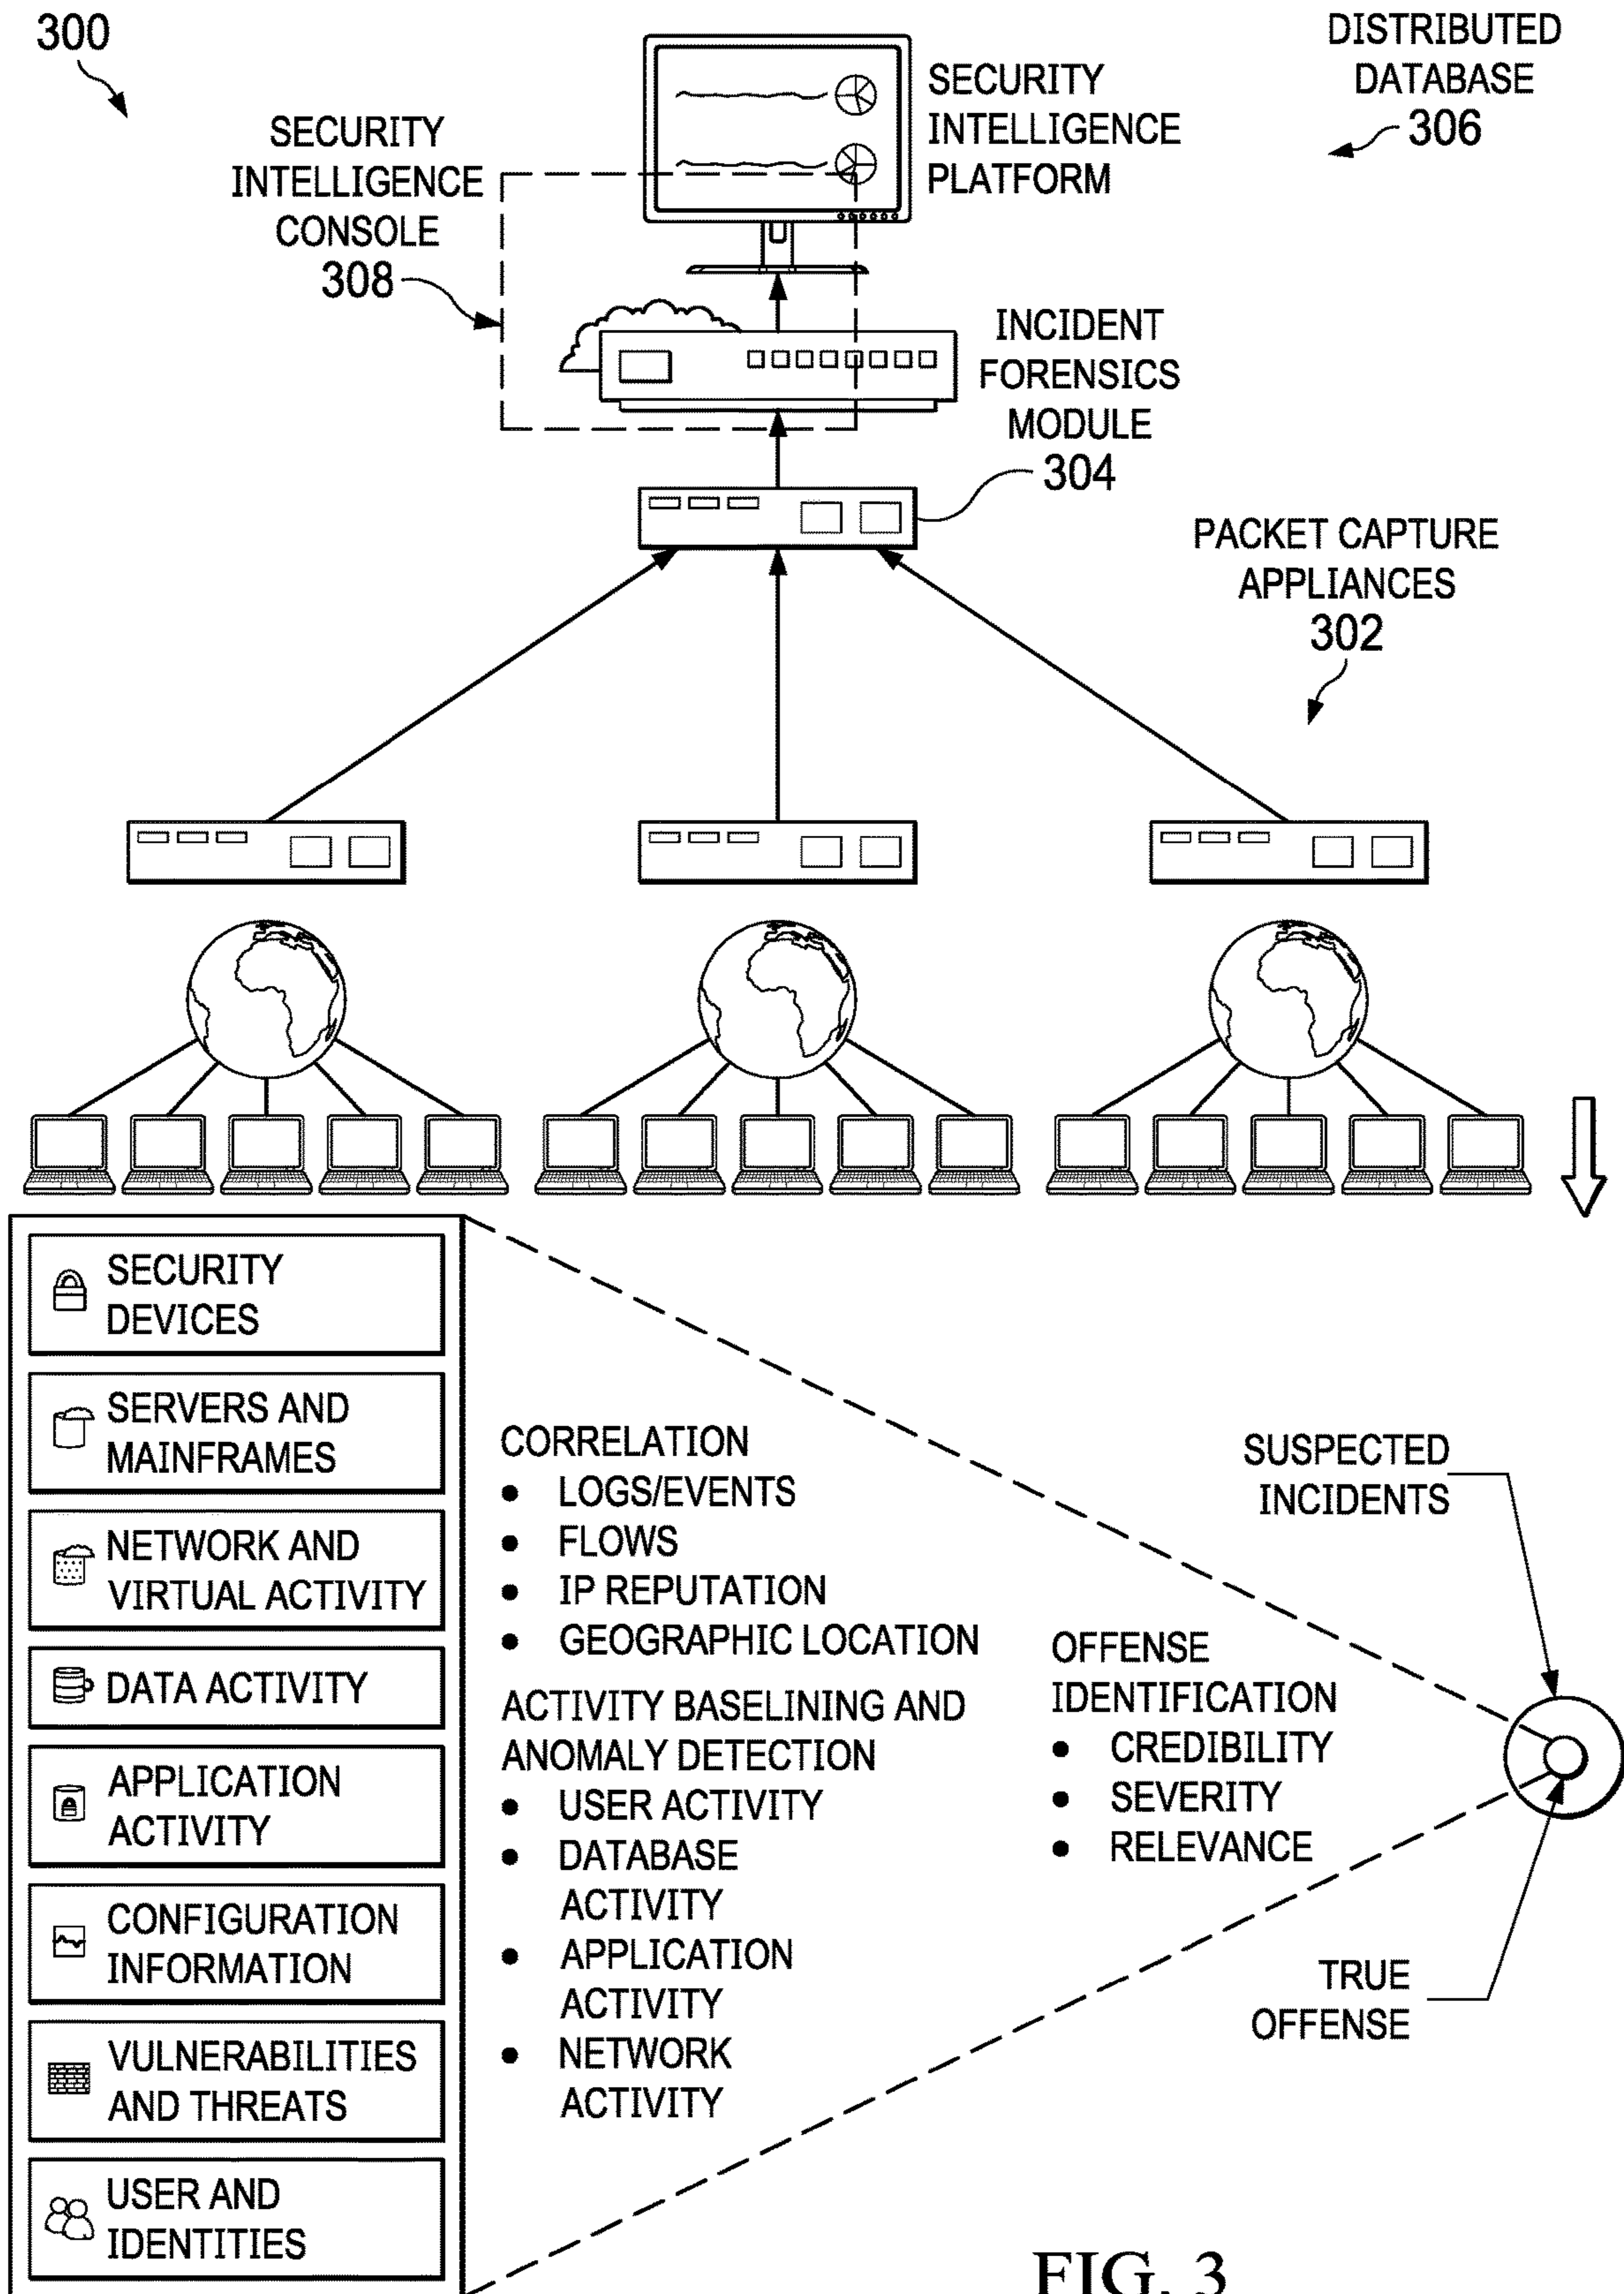 300
DISTRIBUTED
DATABASE
306
SECURITY
INTELLIGENCE
PLATFORM
SECURITY
INTELLIGENCE
CONSOLE
308
INCIDENT
FORENSICS
MODULE
304
PACKET CAPTURE
APPLIANCES
302
SECURITY
DEVICES
SERVERS AND
MAINFRAMES
NETWORK AND
VIRTUAL ACTIVITY
DATA ACTIVITY
APPLICATION
ACTIVITY
CONFIGURATION
INFORMATION
VULNERABILITIES
AND THREATS
USER AND
IDENTITIES
CORRELATION
• LOGS/EVENTS
• FLOWS
• IP REPUTATION
• GEOGRAPHIC LOCATION
ACTIVITY BASELINING AND
ANOMALY DETECTION
• USER ACTIVITY
• DATABASE
ACTIVITY
• APPLICATION
ACTIVITY
• NETWORK
ACTIVITY
OFFENSE
IDENTIFICATION
• CREDIBILITY
• SEVERITY
• RELEVANCE
SUSPECTED
INCIDENTS
TRUE
OFFENSE
FIG. 3